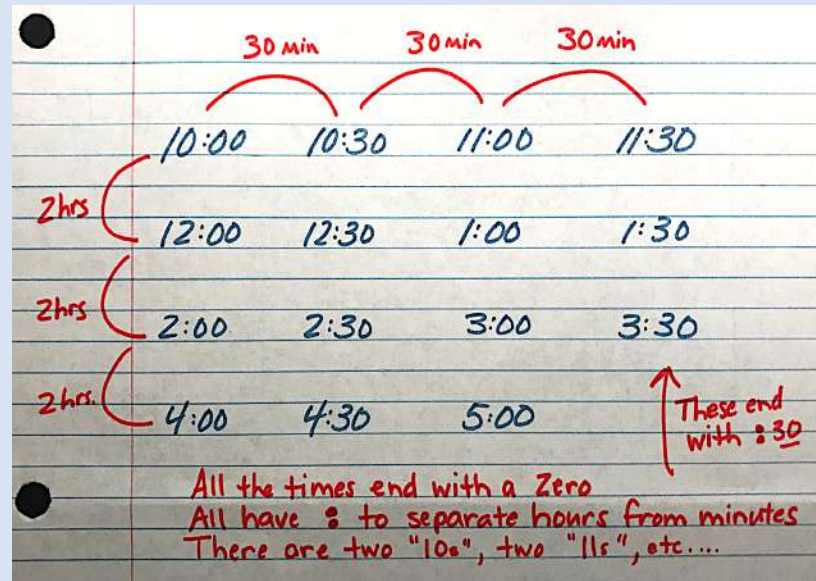 30 min 30 min 30 min
10:00 10:30 11:00 11:30
2hrs
12:00 12:30 1:00 1:30
2hrs
2:00 2:30 3:00 3:30
2hrs.
4:00 4:30 5:00
These end
with :30
All the times end with a Zero
All have : to separate hours from minutes
There are two "10s", two "11s", etc....